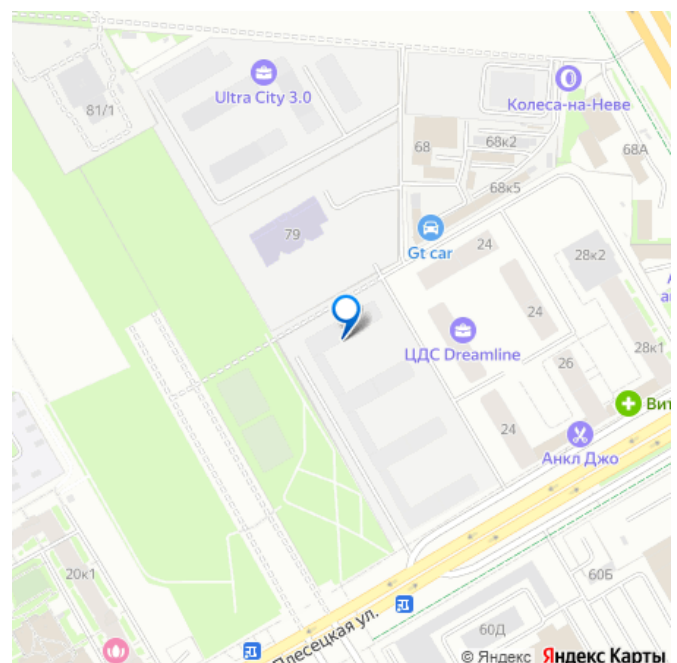 Ultra City 3.0
81/1
Колеса-на-Неве
68
68к2
68А
68к5
79
Gt car
24
28к2
24
ЦДС Dreamline
26
28к1
24
Вит
Анкл Джо
20к1
60Б
Плесецкая ул.
60Д
© Яндекс Яндекс Карты